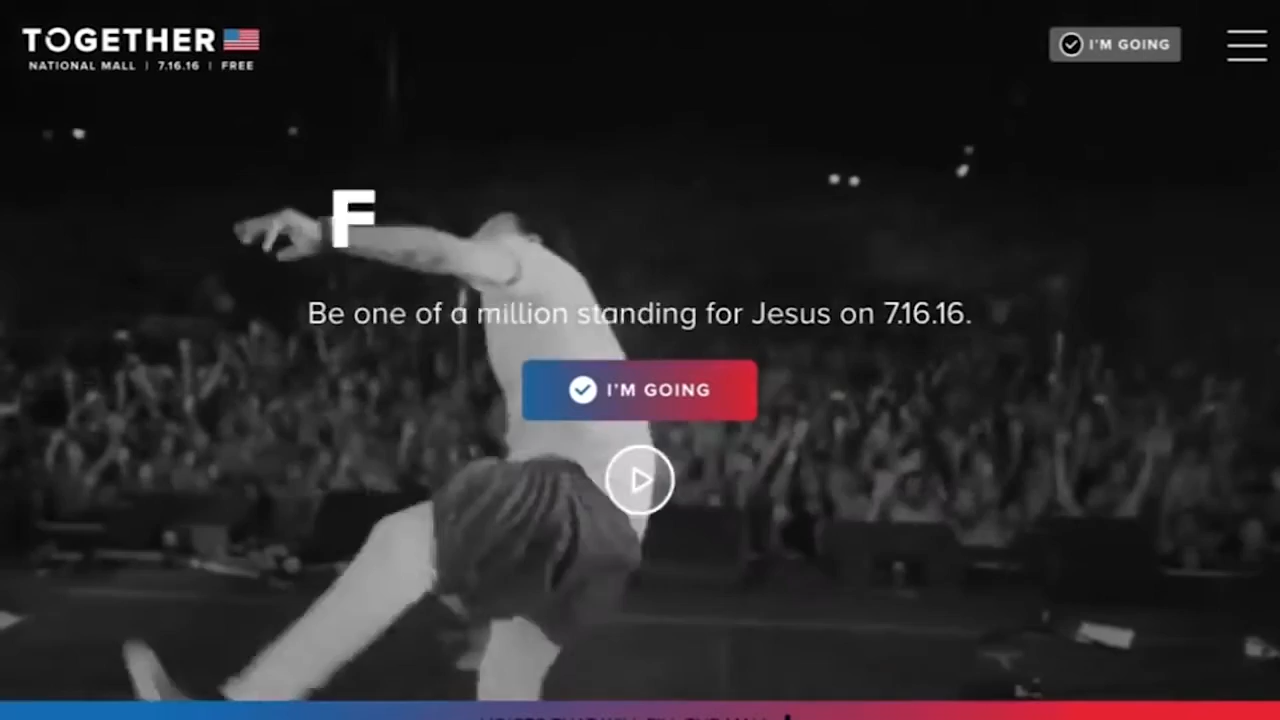 TOGETHER
NATIONAL MALL | 7.16.16 | FREE
I'M GOING
F
Be one of a million standing for Jesus on 7.16.16.
I'M GOING